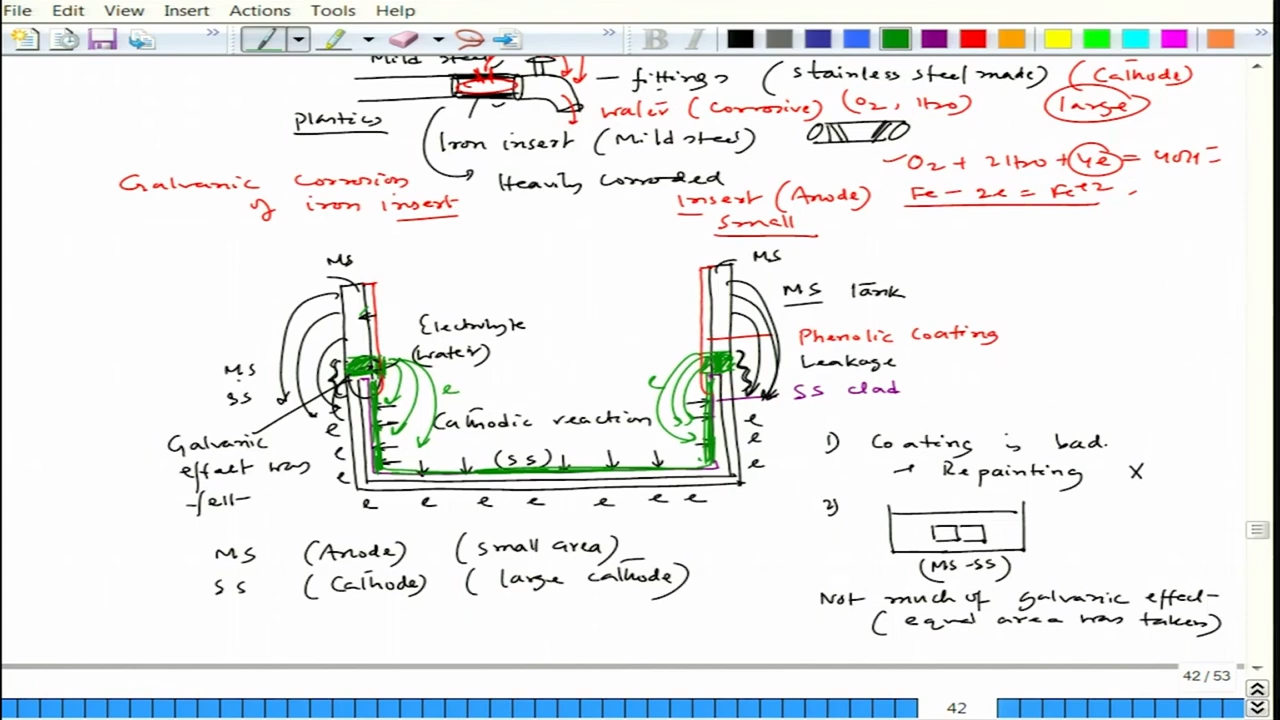 File Edit View Insert Actions Tools Help
Mild steel
fittings (stainless steel made) (Cathode)
water (corrosive) (O2, H2O) large
plastics
Iron insert (Mild steel)
O2 + 2H2O + 4e = 4OH-
Galvanic corrosion Heavily corroded
of iron insert
Insert (Anode) Fe - 2e = Fe+2
small
MS
MS
MS Tank
Electrolyte
(water)
Phenolic coating
Leakage
SS clad
MS
SS
e
e
Cathodic reaction
(SS)
Galvanic
effect was
felt
e
e
e
e
e
e
e
e e e e e e
1) Coating is bad.
→ Repainting X
2)
(MS-SS)
MS (Anode) (small area)
SS (Cathode) (large cathode)
Not much of galvanic effect-
(equal area was taken)
42 / 53
42